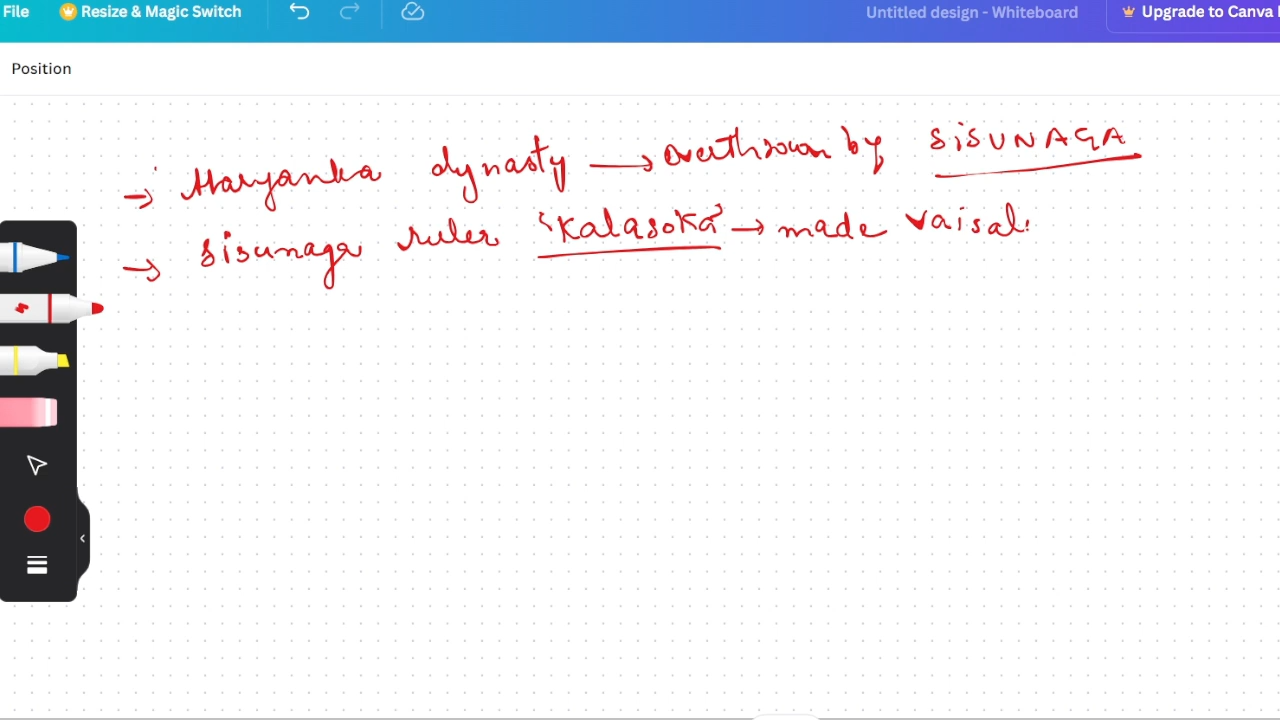 File Resize & Magic Switch Untitled design - Whiteboard Upgrade to Canva
Position
→ Haryanka dynasty → Overthrown by SiSUNAGA
→ Sisunaga ruler 'Kalasoka' → made vaisali